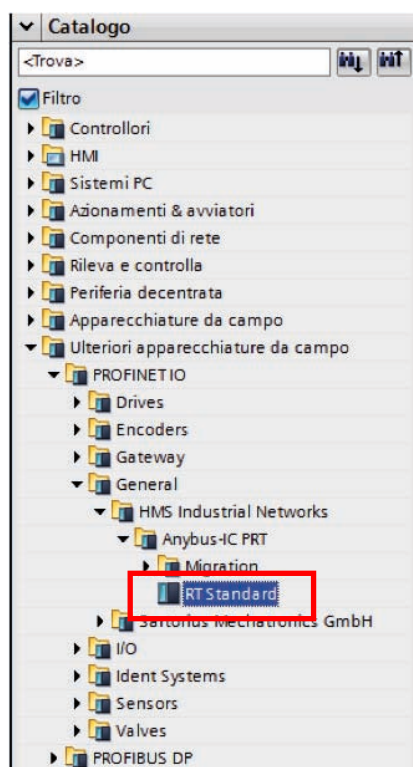 Catalogo
<Trova>
Filtro
Controllori
HMI
Sistemi PC
Azionamenti & avviatori
Componenti di rete
Rileva e controlla
Periferia decentrata
Apparecchiature da campo
Ulteriori apparecchiature da campo
PROFINET IO
Drives
Encoders
Gateway
General
HMS Industrial Networks
Anybus-IC PRT
Migration
RT Standard
Sartorius Mechatronics GmbH
I/O
Ident Systems
Sensors
Valves
PROFIBUS DP